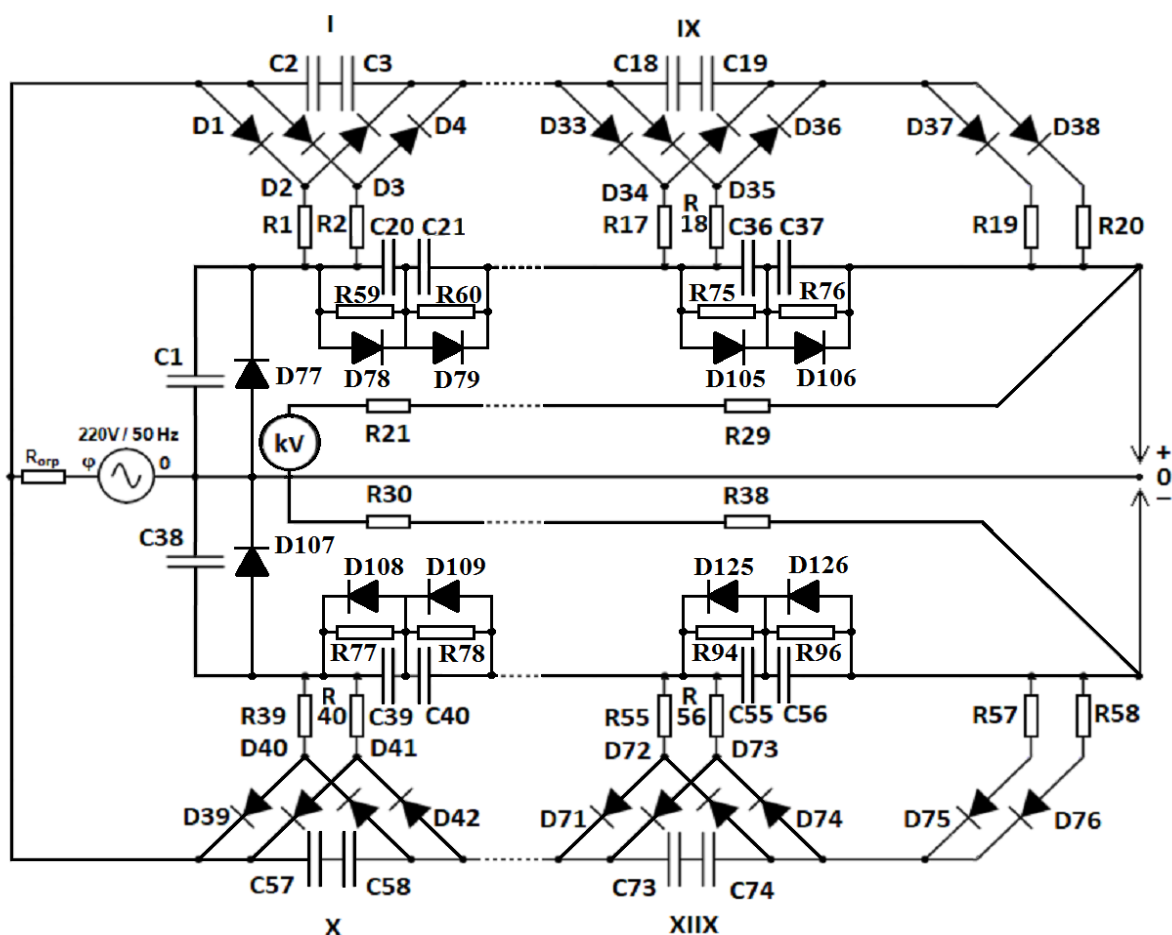 I IX
C2 C3 C18 C19
D1 D4 D33 D36 D37 D38
D2 D3 D34 D35
R1 R2 R17 R
18 R19 R20
C20 C21 C36 C37
R59 R60 R75 R76
C1 D77 D78 D79 D105 D106
R21 R29
220V / 50 Hz
Rогр φ 0 kV
+
0
−
R30 R38
C38 D107 D108 D109 D125 D126
R77 R78 R94 R96
R39 R
40 C39 C40 R55 R
56 C55 C56 R57 R58
D40 D41 D72 D73
D39 D42 D71 D74 D75 D76
C57 C58 C73 C74
X XIIX